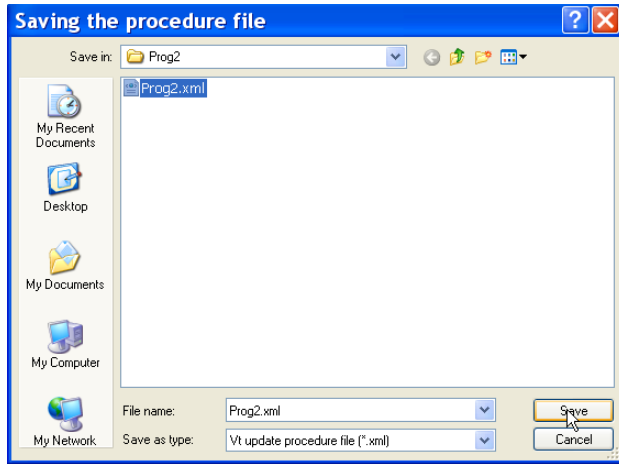 Saving the procedure file
Save in: Prog2
Prog2.xml
My Recent
Documents
Desktop
My Documents
My Computer
My Network
File name: Prog2.xml
Save as type: Vt update procedure file (*.xml)
Save
Cancel